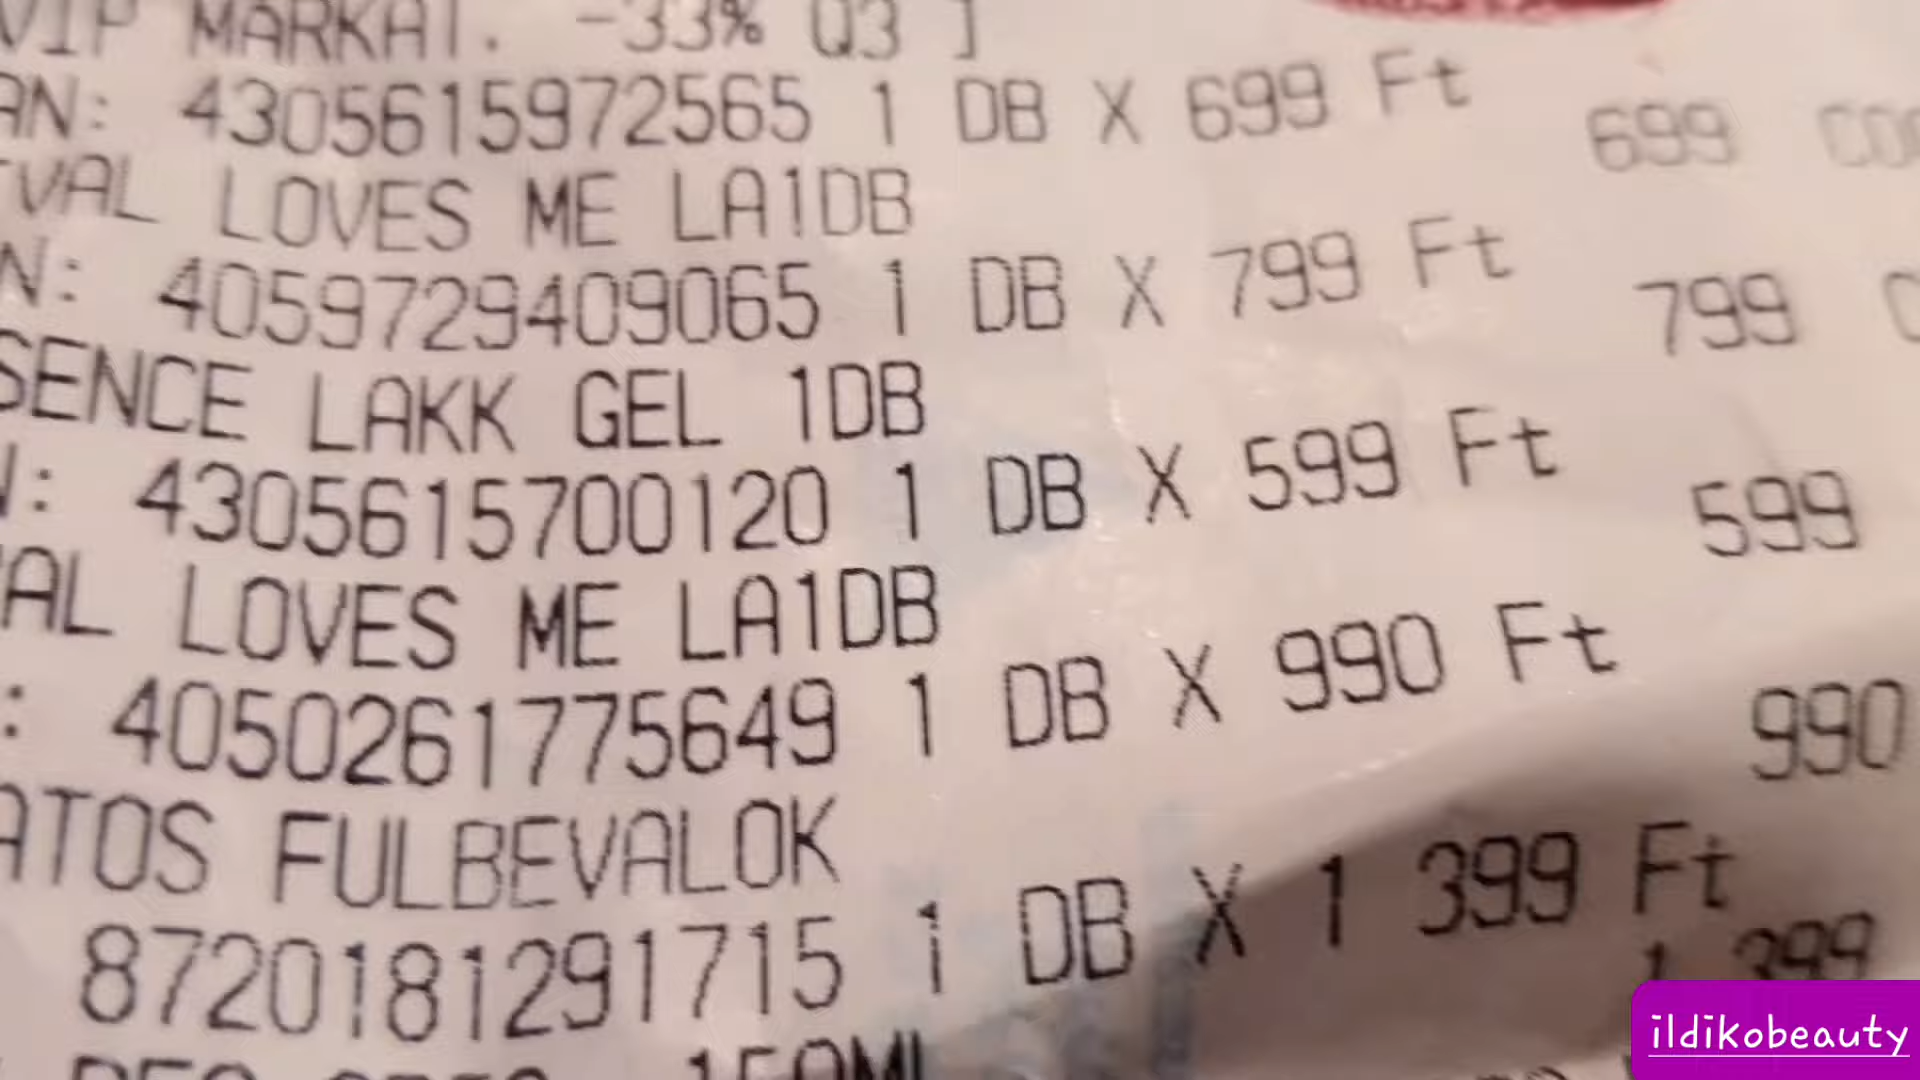 VIP MARKAT. -33% Q3 ]
AN: 4305615972565 1 DB X 699 Ft
699
VAL LOVES ME LA1DB
N: 4059729409065 1 DB X 799 Ft
799 C
SENCE LAKK GEL 1DB
: 4305615700120 1 DB X 599 Ft
599
AL LOVES ME LA1DB
: 4050261775649 1 DB X 990 Ft
990
ATOS FULBEVALOK
8720181291715 1 DB X 1 399 Ft
1 399
ildikobeauty